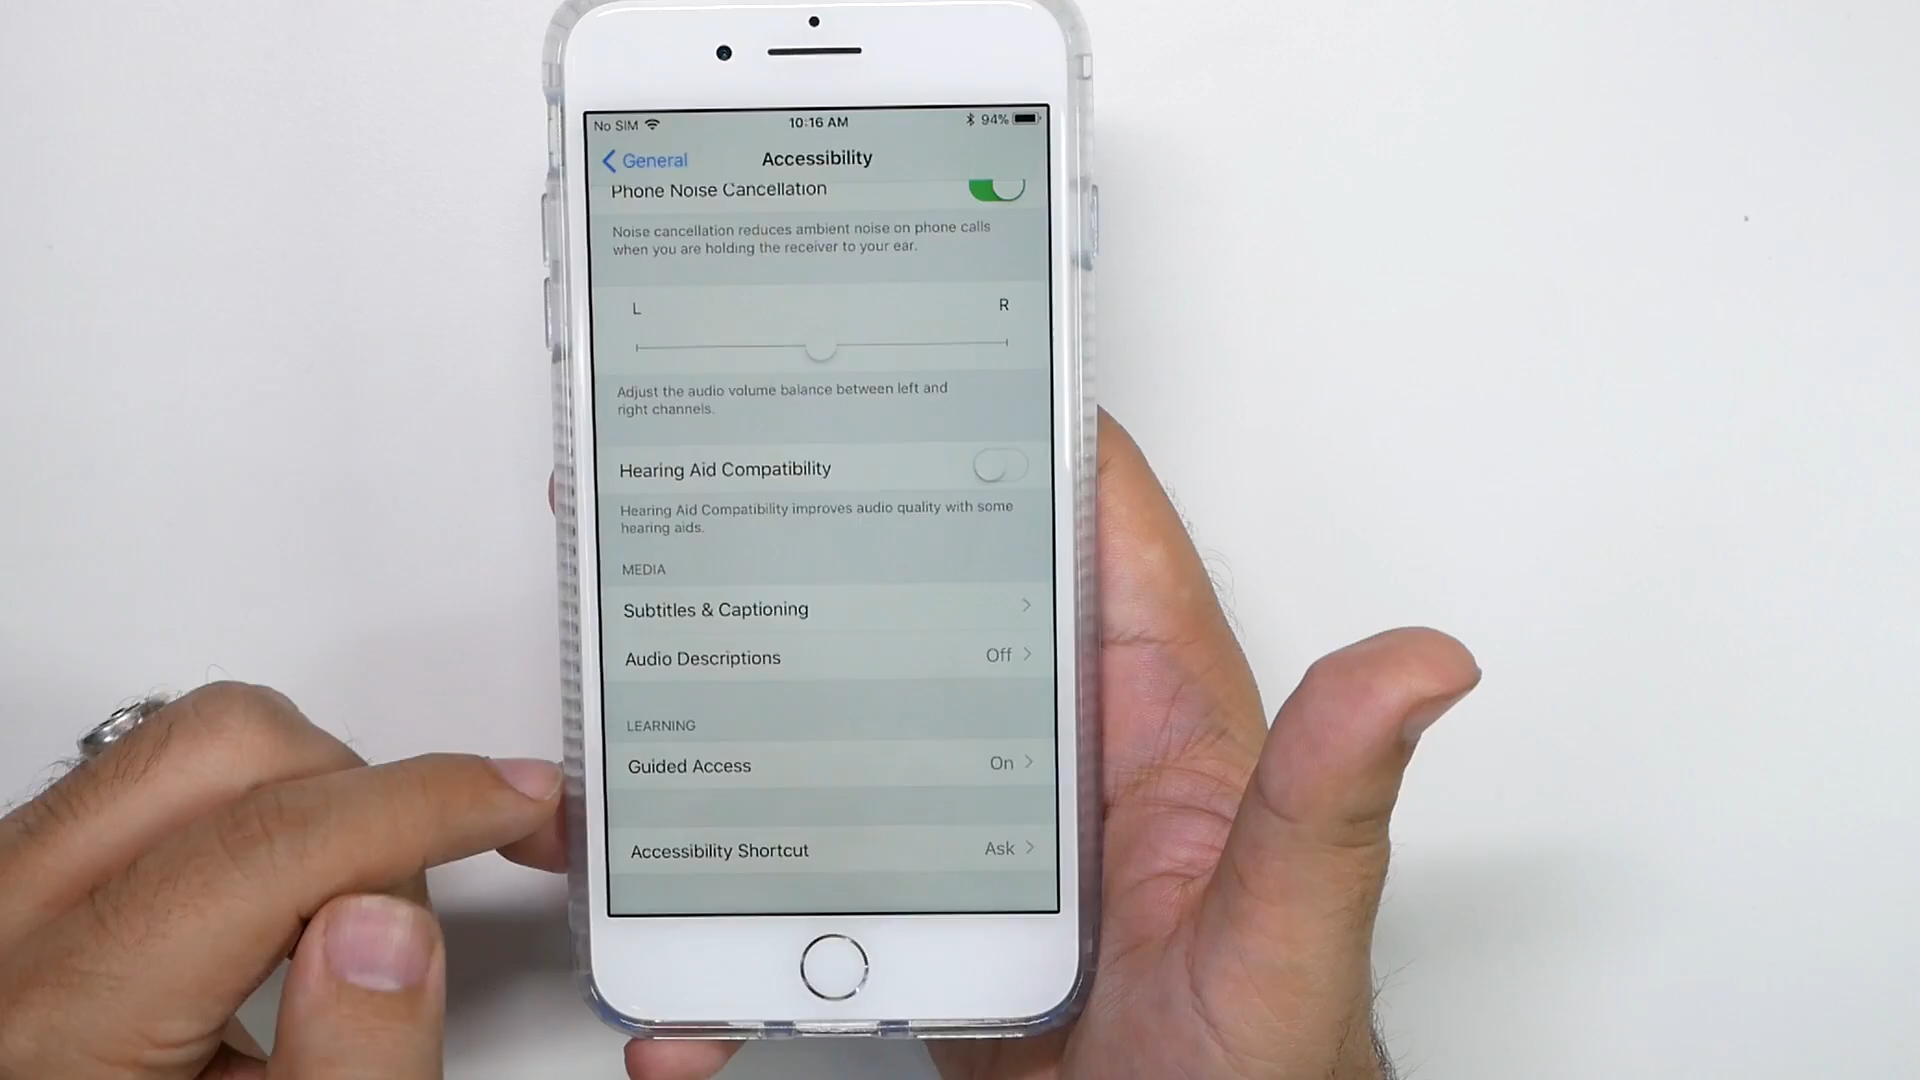 No SIM
10:16 AM
94%
General
Accessibility
Phone Noise Cancellation
Noise cancellation reduces ambient noise on phone calls
when you are holding the receiver to your ear.
L R
Adjust the audio volume balance between left and
right channels.
Hearing Aid Compatibility
Hearing Aid Compatibility improves audio quality with some
hearing aids.
MEDIA
Subtitles & Captioning
Audio Descriptions Off
LEARNING
Guided Access On
Accessibility Shortcut Ask